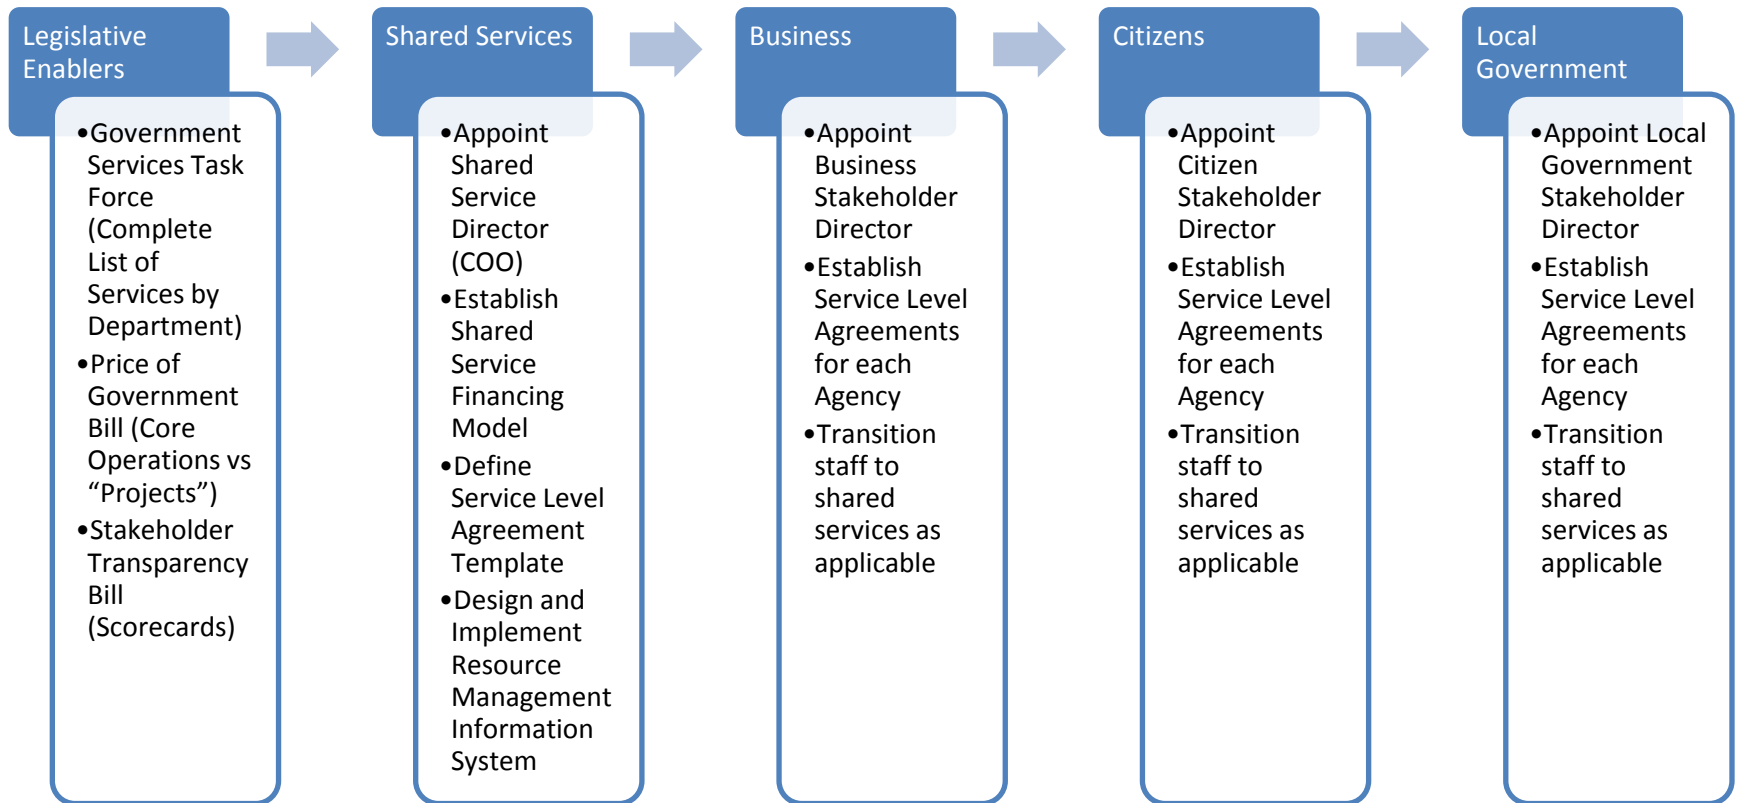 Legislative
Enablers
•Government
Services Task
Force
(Complete
List of
Services by
Department)
•Price of
Government
Bill (Core
Operations vs
“Projects”)
•Stakeholder
Transparency
Bill
(Scorecards)
Shared Services
•Appoint
Shared
Service
Director
(COO)
•Establish
Shared
Service
Financing
Model
•Define
Service Level
Agreement
Template
•Design and
Implement
Resource
Management
Information
System
Business
•Appoint
Business
Stakeholder
Director
•Establish
Service Level
Agreements
for each
Agency
•Transition
staff to
shared
services as
applicable
Citizens
•Appoint
Citizen
Stakeholder
Director
•Establish
Service Level
Agreements
for each
Agency
•Transition
staff to
shared
services as
applicable
Local
Government
•Appoint Local
Government
Stakeholder
Director
•Establish
Service Level
Agreements
for each
Agency
•Transition
staff to
shared
services as
applicable